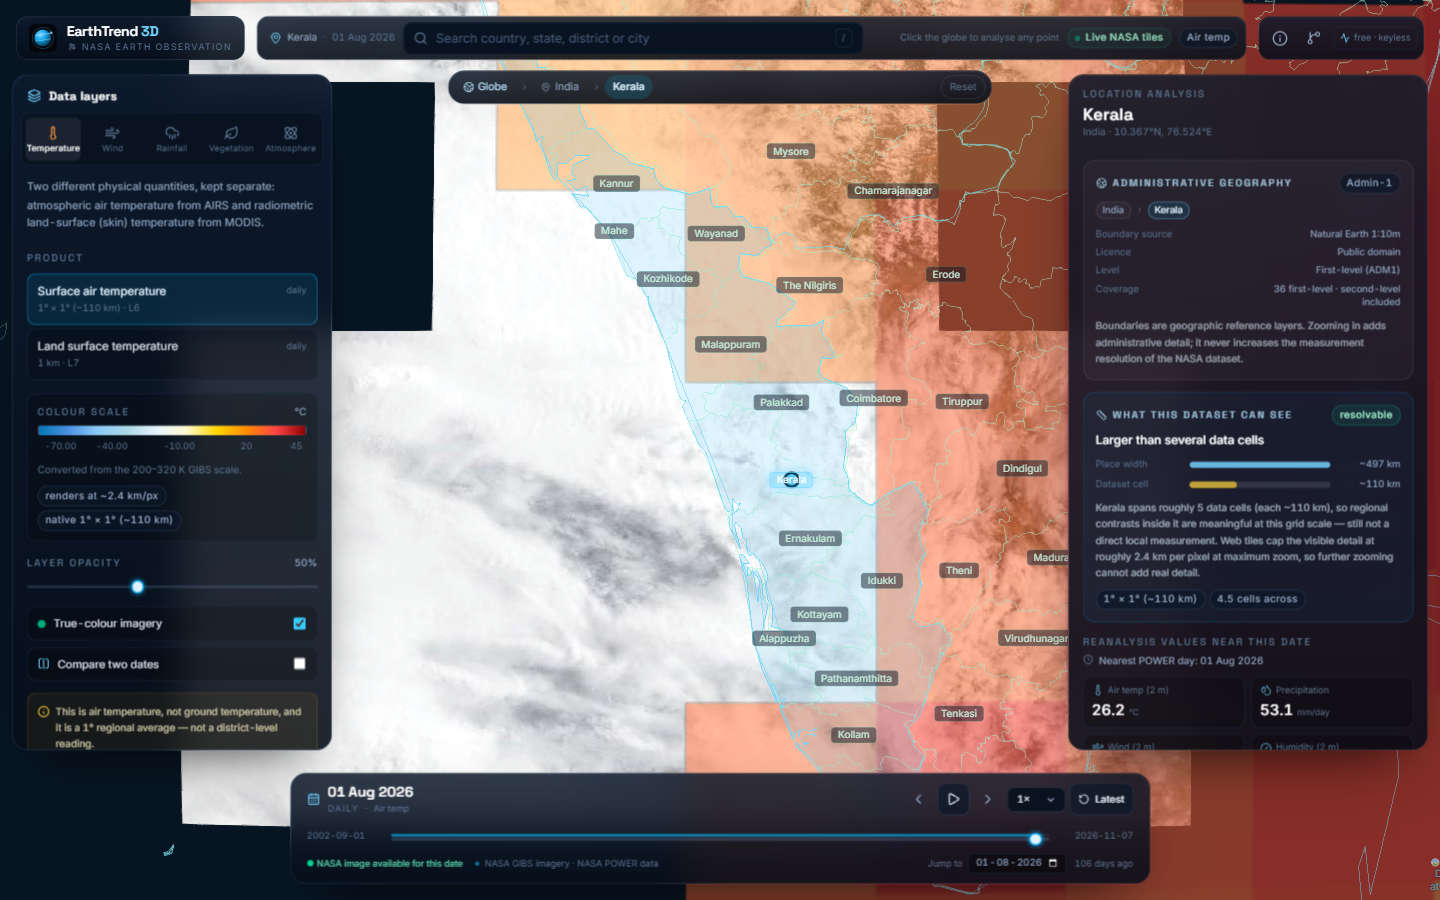 EarthTrend 3D
NASA EARTH OBSERVATION
Kerala · 01 Aug 2026
Search country, state, district or city
/
Click the globe to analyse any point
Live NASA tiles
Air temp
free · keyless
Globe › India › Kerala
Reset
Data layers
Temperature
Wind
Rainfall
Vegetation
Atmosphere
Two different physical quantities, kept separate:
atmospheric air temperature from AIRS and radiometric
land-surface (skin) temperature from MODIS.
PRODUCT
Surface air temperature
daily
1° × 1° (~110 km) · L6
Land surface temperature
daily
1 km · L7
COLOUR SCALE
°C
-70.00 -40.00 -10.00 20 45
Converted from the 200–320 K GIBS scale.
renders at ~2.4 km/px
native 1° × 1° (~110 km)
LAYER OPACITY
50%
True-colour imagery
Compare two dates
This is air temperature, not ground temperature, and
it is a 1° regional average — not a district-level
reading.
Mysore
Kannur
Chamarajanagar
Mahe
Wayanad
Kozhikode
Erode
The Nilgiris
Malappuram
Palakkad
Coimbatore
Tiruppur
Dindigul
Kerala
Ernakulam
Madura
Theni
Idukki
Kottayam
Alappuzha
Virudhunagar
Pathanamthitta
Tenkasi
Kollam
LOCATION ANALYSIS
Kerala
India · 10.367°N, 76.524°E
ADMINISTRATIVE GEOGRAPHY
Admin-1
India › Kerala
Boundary source
Natural Earth 1:10m
Licence
Public domain
Level
First-level (ADM1)
Coverage
36 first-level · second-level
included
Boundaries are geographic reference layers. Zooming in adds
administrative detail; it never increases the measurement
resolution of the NASA dataset.
WHAT THIS DATASET CAN SEE
resolvable
Larger than several data cells
Place width
~497 km
Dataset cell
~110 km
Kerala spans roughly 5 data cells (each ~110 km), so regional
contrasts inside it are meaningful at this grid scale — still not a
direct local measurement. Web tiles cap the visible detail at
roughly 2.4 km per pixel at maximum zoom, so further zooming
cannot add real detail.
1° × 1° (~110 km)
4.5 cells across
REANALYSIS VALUES NEAR THIS DATE
Nearest POWER day: 01 Aug 2026
Air temp (2 m)
26.2 °C
Precipitation
53.1 mm/day
Wind (2 m)
Humidity (2 m)
01 Aug 2026
DAILY · Air temp
1×
Latest
2002-09-01
2026-11-07
NASA image available for this date
NASA GIBS imagery · NASA POWER data
Jump to
01-08-2026
106 days ago